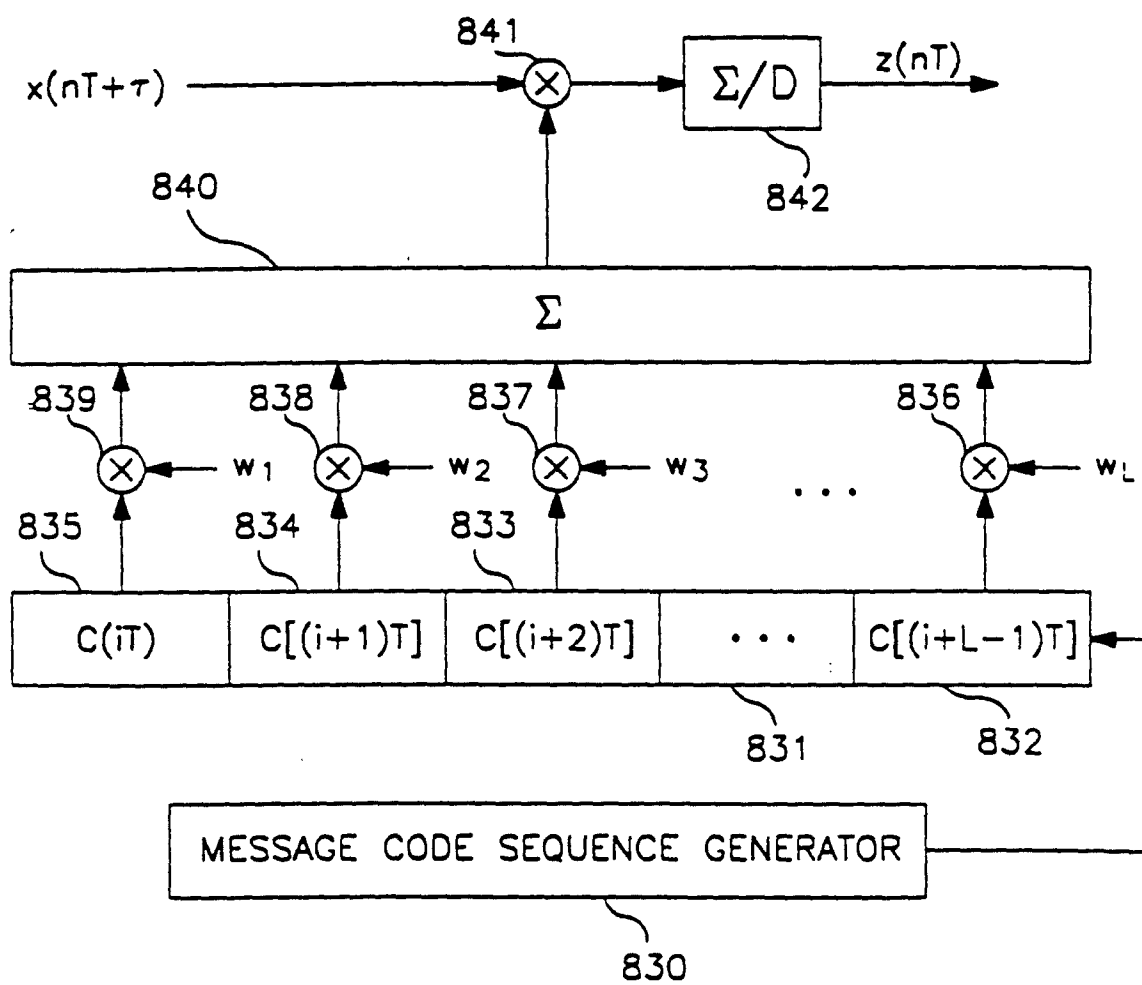 841
x(nT+τ)
×
Σ/D
z(nT)
842
840
Σ
839
838
837
836
×
w1
×
w2
×
w3
...
×
wL
835
834
833
C(iT)
C[(i+1)T]
C[(i+2)T]
...
C[(i+L-1)T]
831
832
MESSAGE CODE SEQUENCE GENERATOR
830